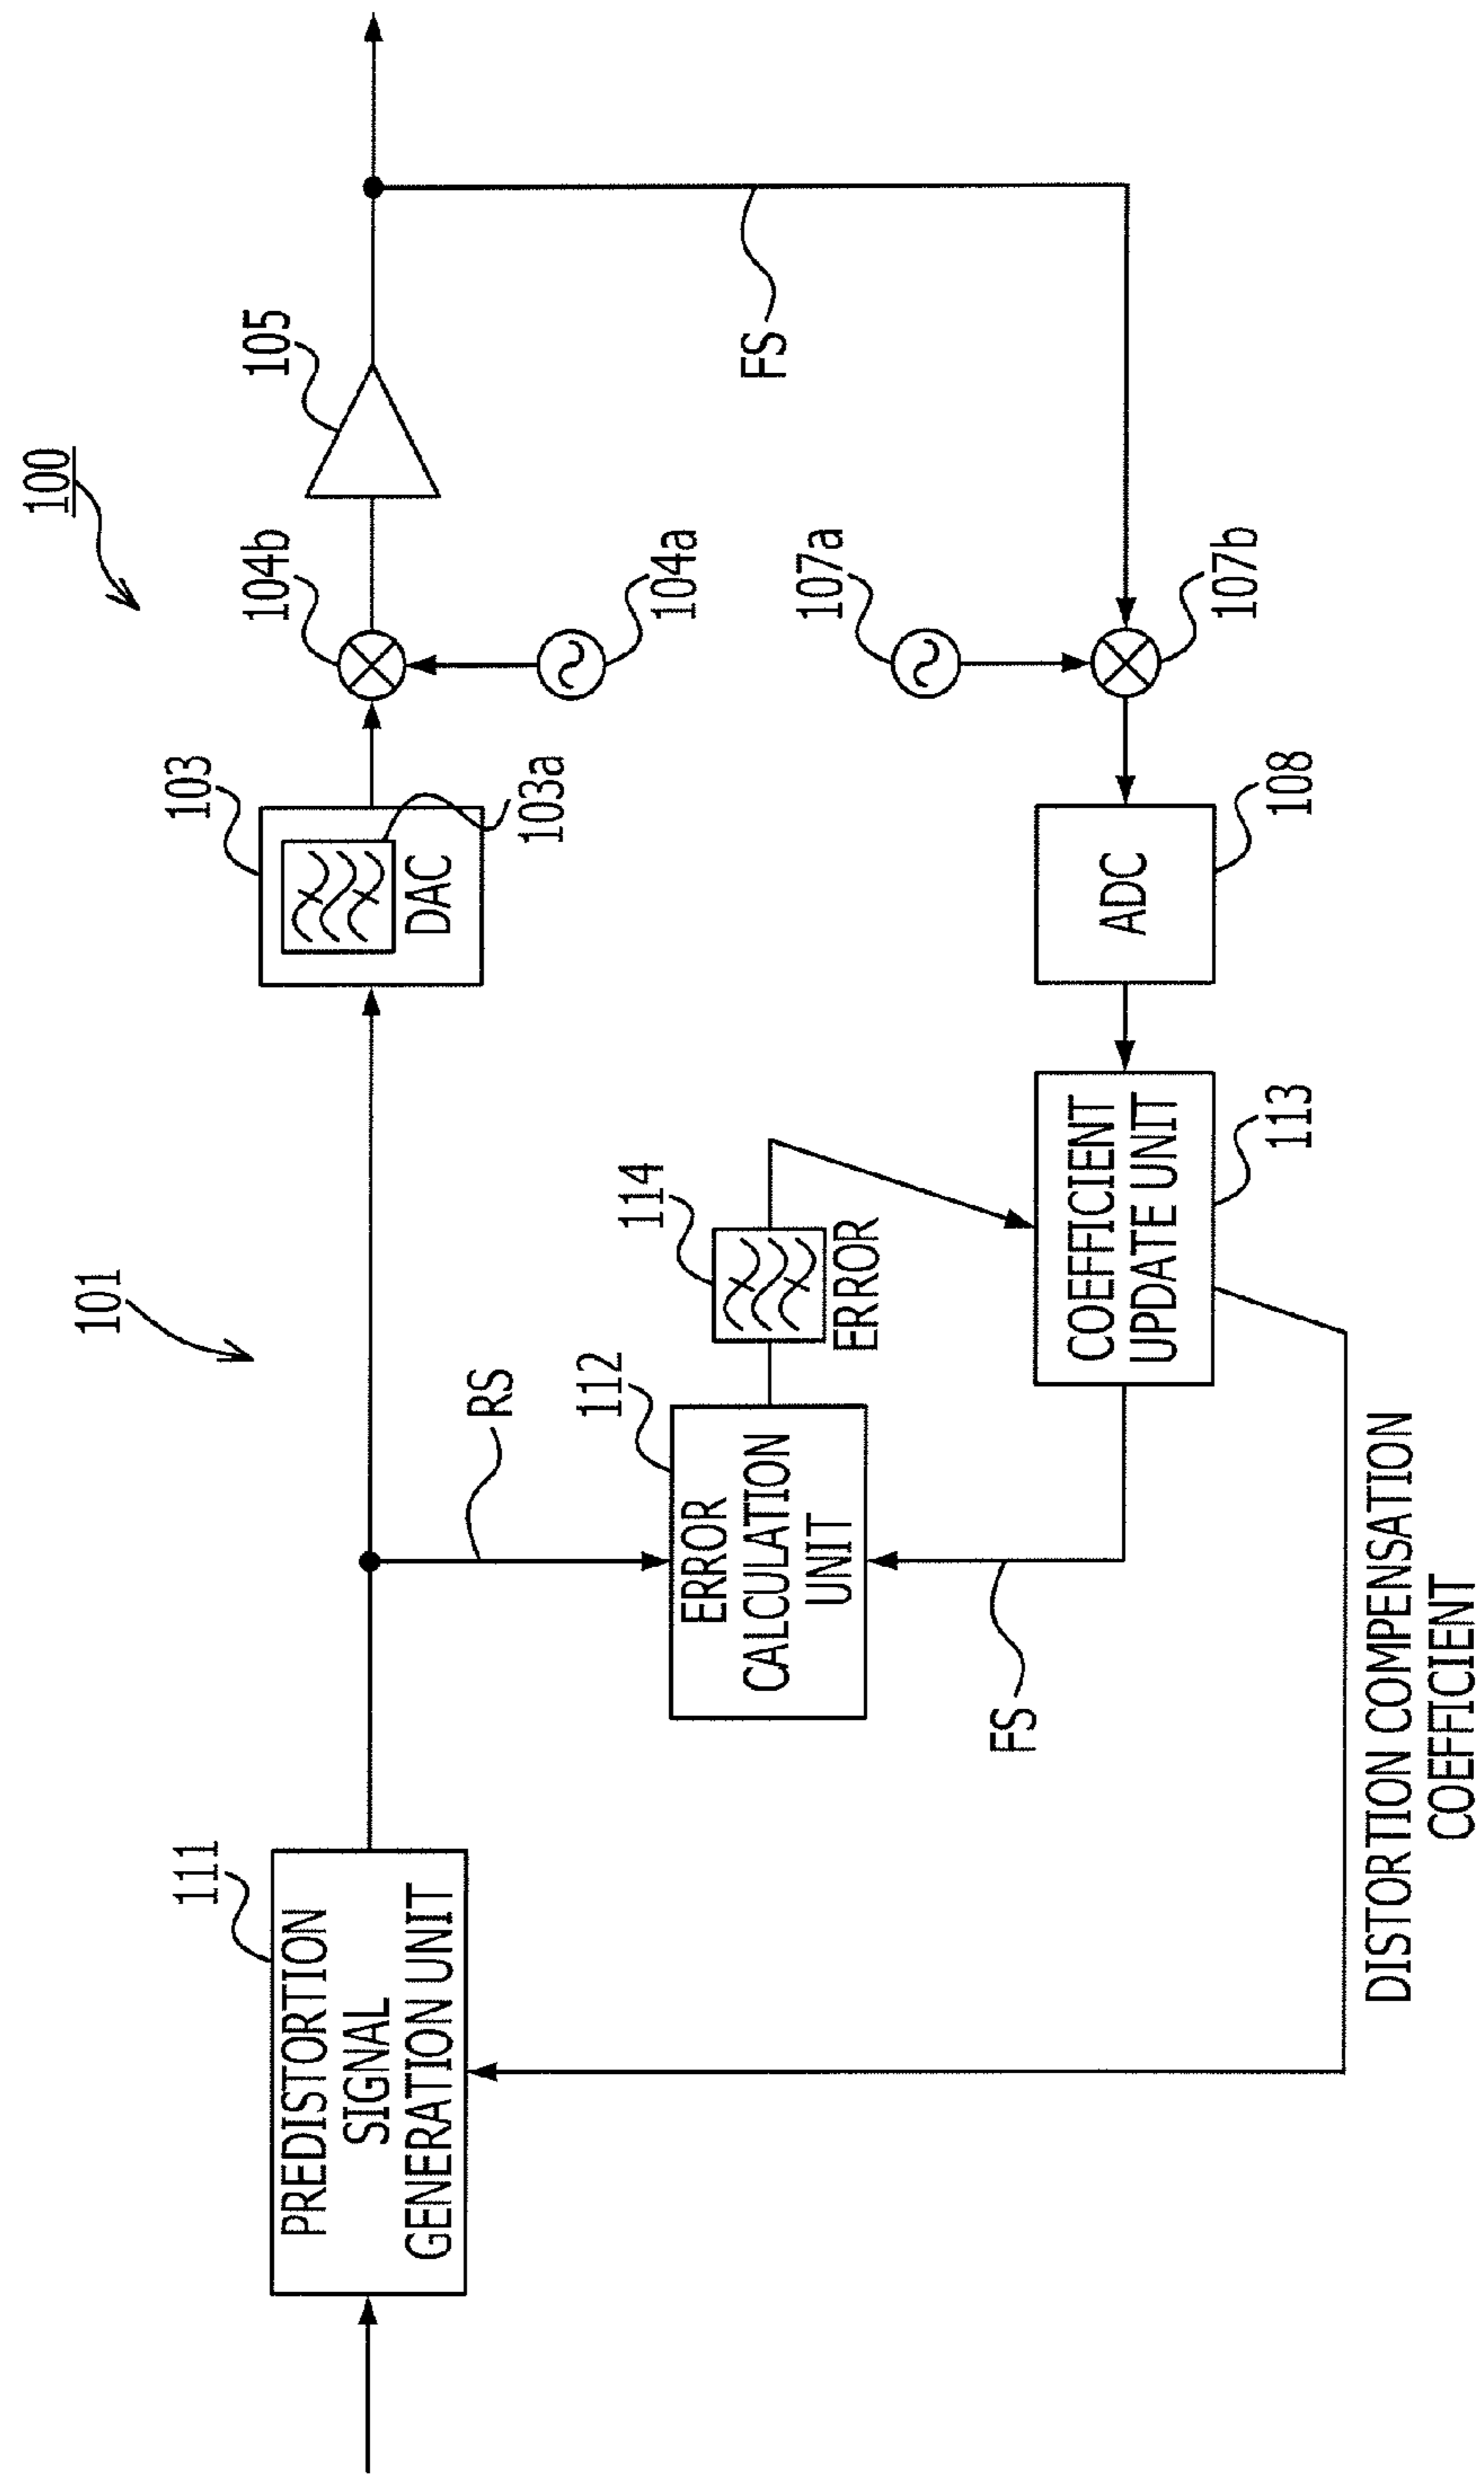 100
101
111
PREDISTORTION
SIGNAL
GENERATION UNIT
RS
103
DAC
103a
104b
104a
105
FS
112
ERROR
CALCULATION
UNIT
114
ERROR
107a
107b
FS
COEFFICIENT
UPDATE UNIT
113
ADC
108
DISTORTION COMPENSATION
COEFFICIENT